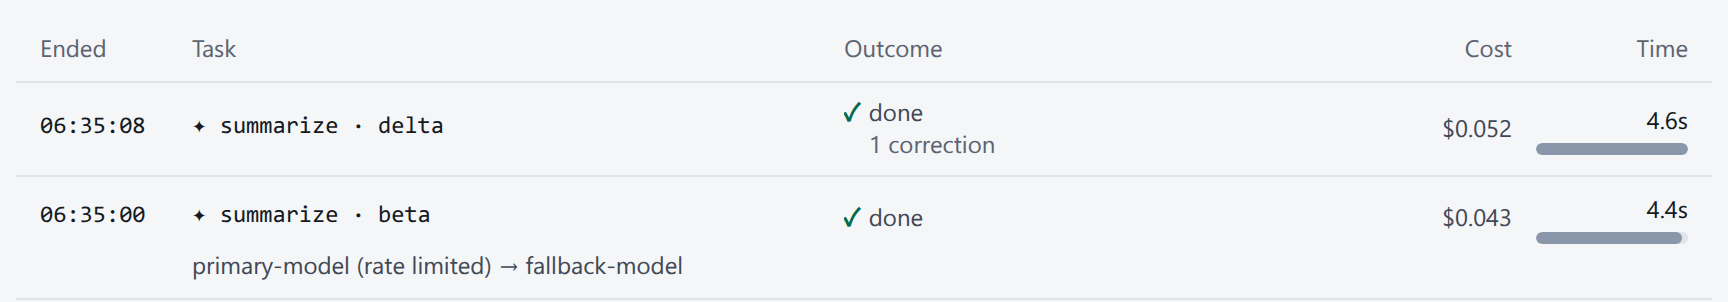 Ended Task Outcome Cost Time
06:35:08 ✦ summarize · delta ✓ done $0.052 4.6s
1 correction
06:35:00 ✦ summarize · beta ✓ done $0.043 4.4s
primary-model (rate limited) → fallback-model